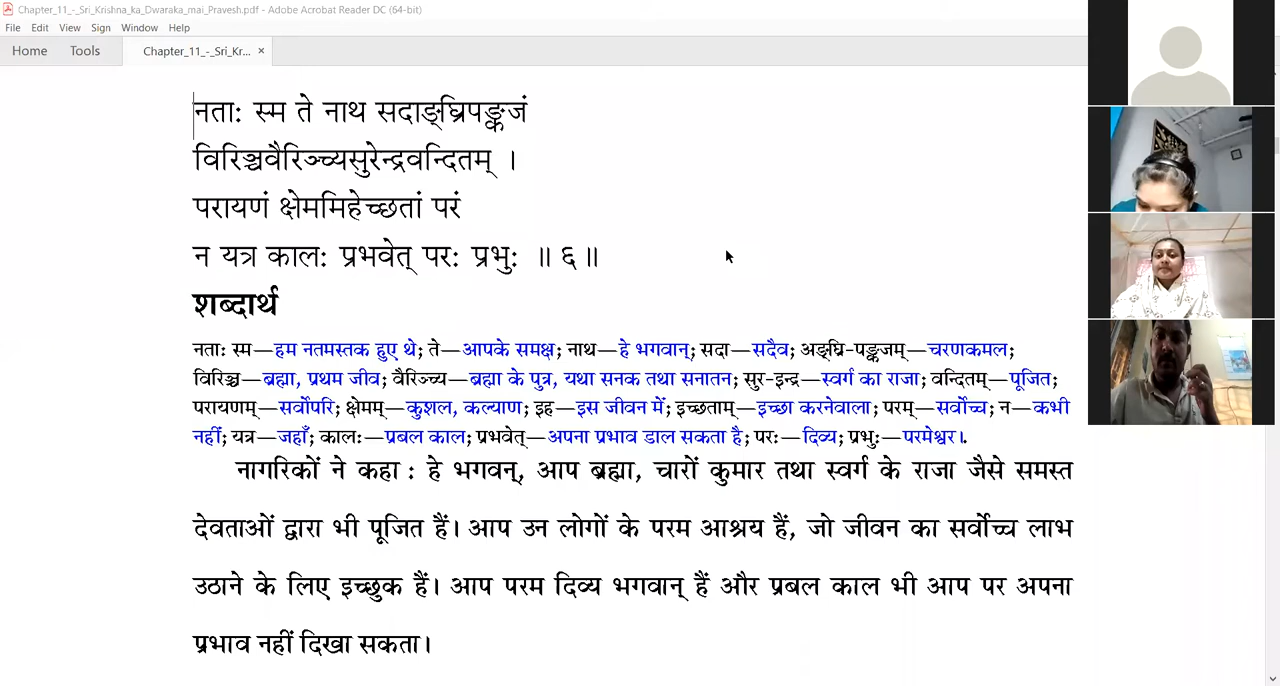 Chapter_11_-_Sri_Krishna_ka_Dwaraka_mai_Pravesh.pdf - Adobe Acrobat Reader DC (64-bit)
File Edit View Sign Window Help
Home Tools Chapter_11_-_Sri_Kr... ×
नताः स्म ते नाथ सदाङ्घ्रिपङ्कजं
विरिञ्चवैरिञ्च्यसुरेन्द्रवन्दितम् ।
परायणं क्षेममिहेच्छतां परं
न यत्र कालः प्रभवेत् परः प्रभुः ॥ ६ ॥
शब्दार्थ
नताः स्म—हम नतमस्तक हुए थे; ते—आपके समक्ष; नाथ—हे भगवान्; सदा—सदैव; अङ्घ्रि-पङ्कजम्—चरणकमल;
विरिञ्च—ब्रह्मा, प्रथम जीव; वैरिञ्च्य—ब्रह्मा के पुत्र, यथा सनक तथा सनातन; सुर-इन्द्र—स्वर्ग का राजा; वन्दितम्—पूजित;
परायणम्—सर्वोपरि; क्षेमम्—कुशल, कल्याण; इह—इस जीवन में; इच्छताम्—इच्छा करनेवाला; परम्—सर्वोच्च; न—कभी
नहीं; यत्र—जहाँ; कालः—प्रबल काल; प्रभवेत्—अपना प्रभाव डाल सकता है; परः—दिव्य; प्रभुः—परमेश्वर।.
नागरिकों ने कहा : हे भगवन्, आप ब्रह्मा, चारों कुमार तथा स्वर्ग के राजा जैसे समस्त
देवताओं द्वारा भी पूजित हैं। आप उन लोगों के परम आश्रय हैं, जो जीवन का सर्वोच्च लाभ
उठाने के लिए इच्छुक हैं। आप परम दिव्य भगवान् हैं और प्रबल काल भी आप पर अपना
प्रभाव नहीं दिखा सकता।